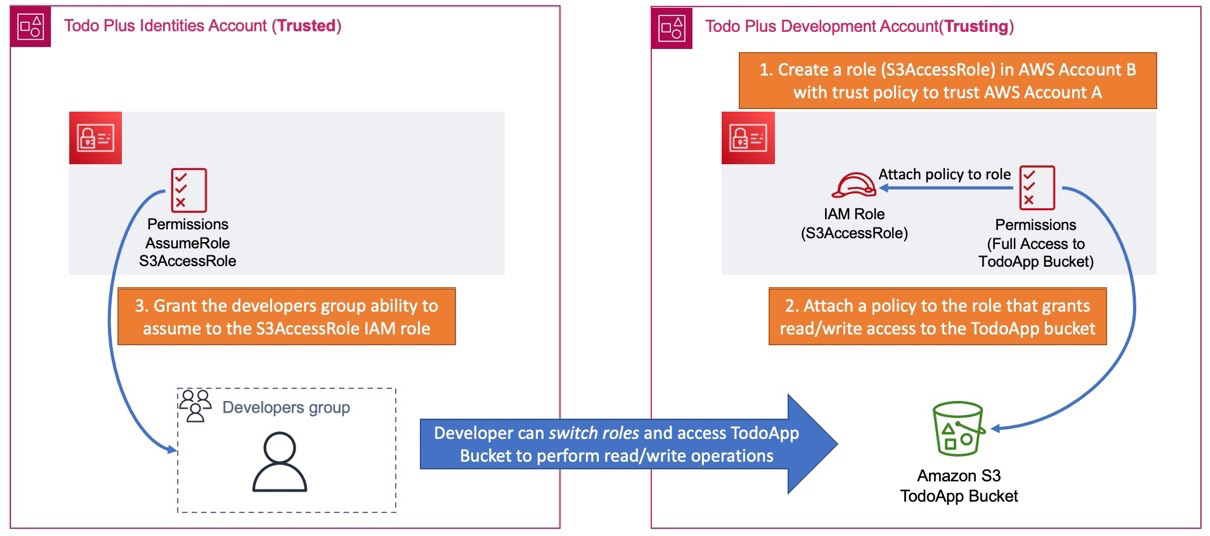 Todo Plus Identities Account (Trusted)
Todo Plus Development Account(Trusting)
1. Create a role (S3AccessRole) in AWS Account B
with trust policy to trust AWS Account A
Permissions
AssumeRole
S3AccessRole
Attach policy to role
IAM Role
(S3AccessRole)
Permissions
(Full Access to
TodoApp Bucket)
3. Grant the developers group ability to
assume to the S3AccessRole IAM role
2. Attach a policy to the role that grants
read/write access to the TodoApp bucket
Developers group
Developer can switch roles and access TodoApp
Bucket to perform read/write operations
Amazon S3
TodoApp Bucket